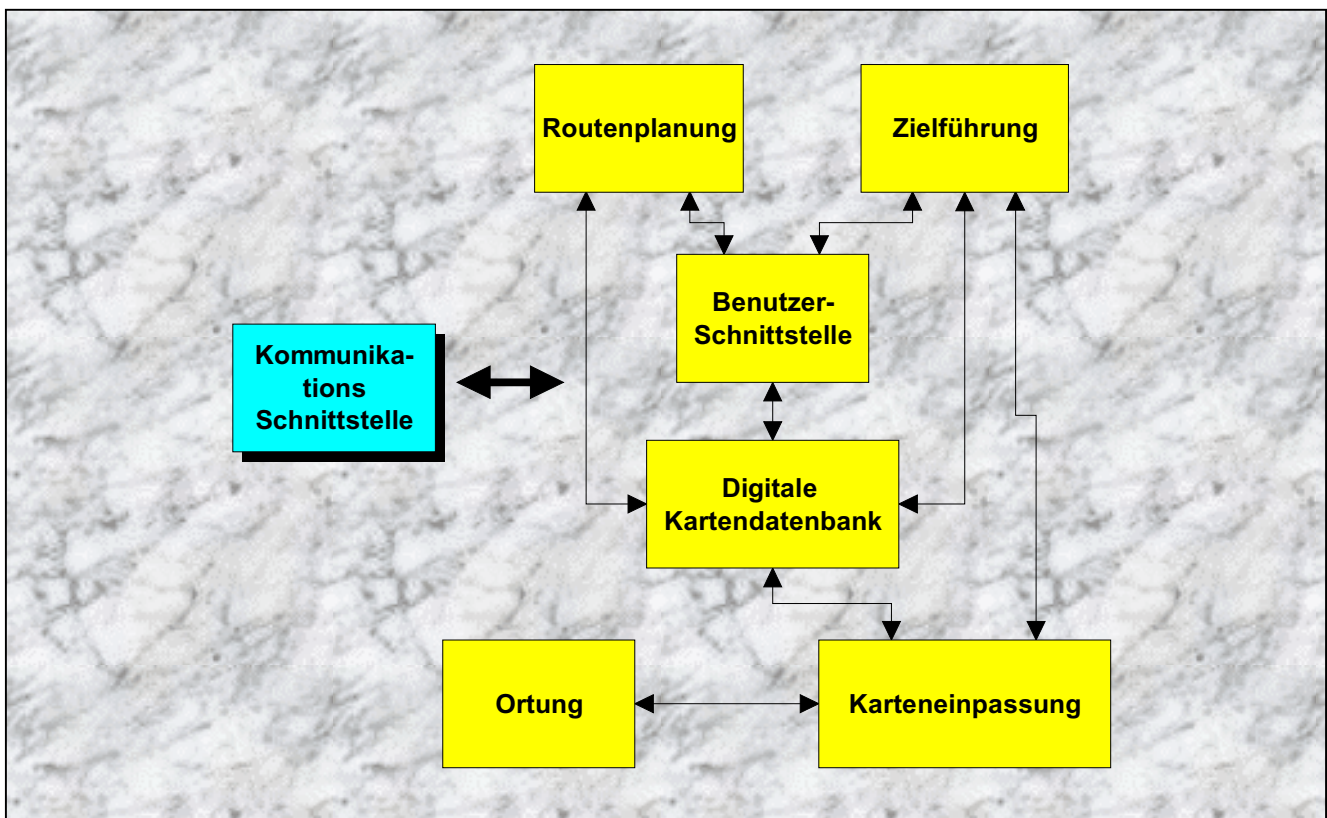 Routenplanung
Zielführung
Benutzer-
Schnittstelle
Kommunika-
tions
Schnittstelle
Digitale
Kartendatenbank
Ortung
Karteneinpassung